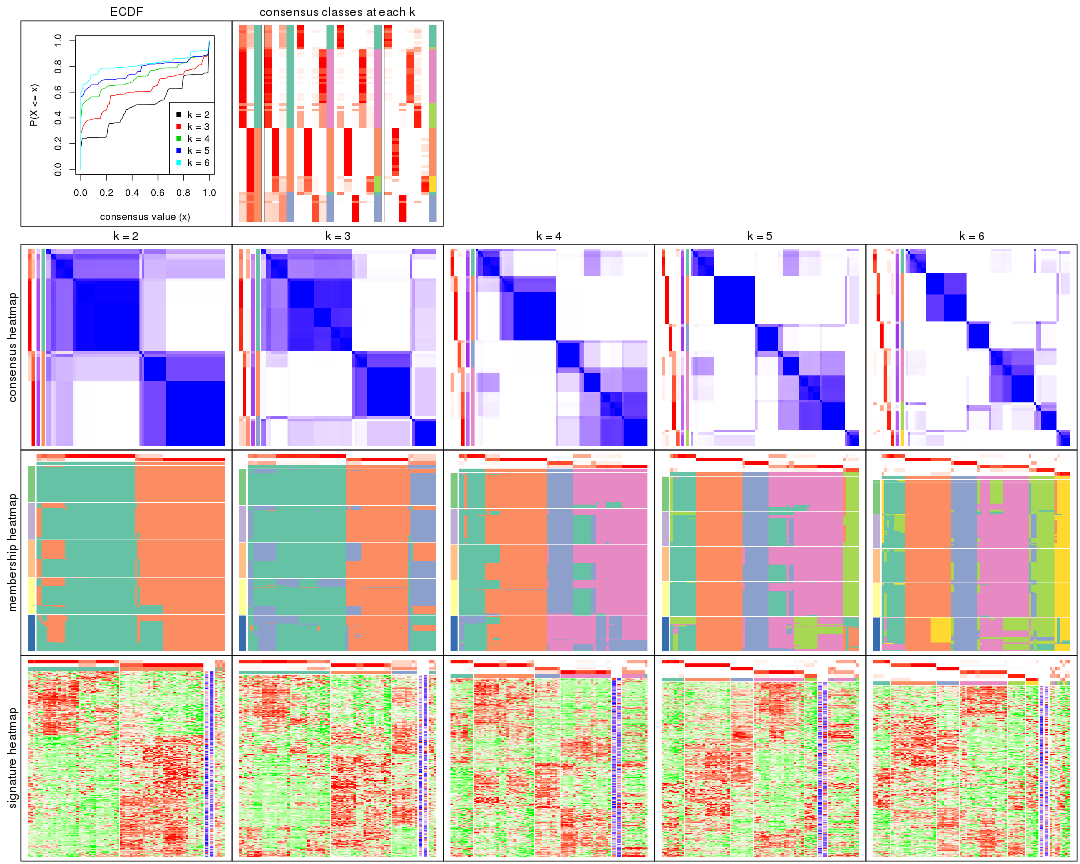 ECDF
consensus classes at each k
P(X <= x)
1.0
0.8
0.6
0.4
0.2
0.0
k = 2
k = 3
k = 4
k = 5
k = 6
0.0 0.2 0.4 0.6 0.8 1.0
consensus value (x)
k = 2
k = 3
k = 4
k = 5
k = 6
consensus heatmap
membership heatmap
signature heatmap